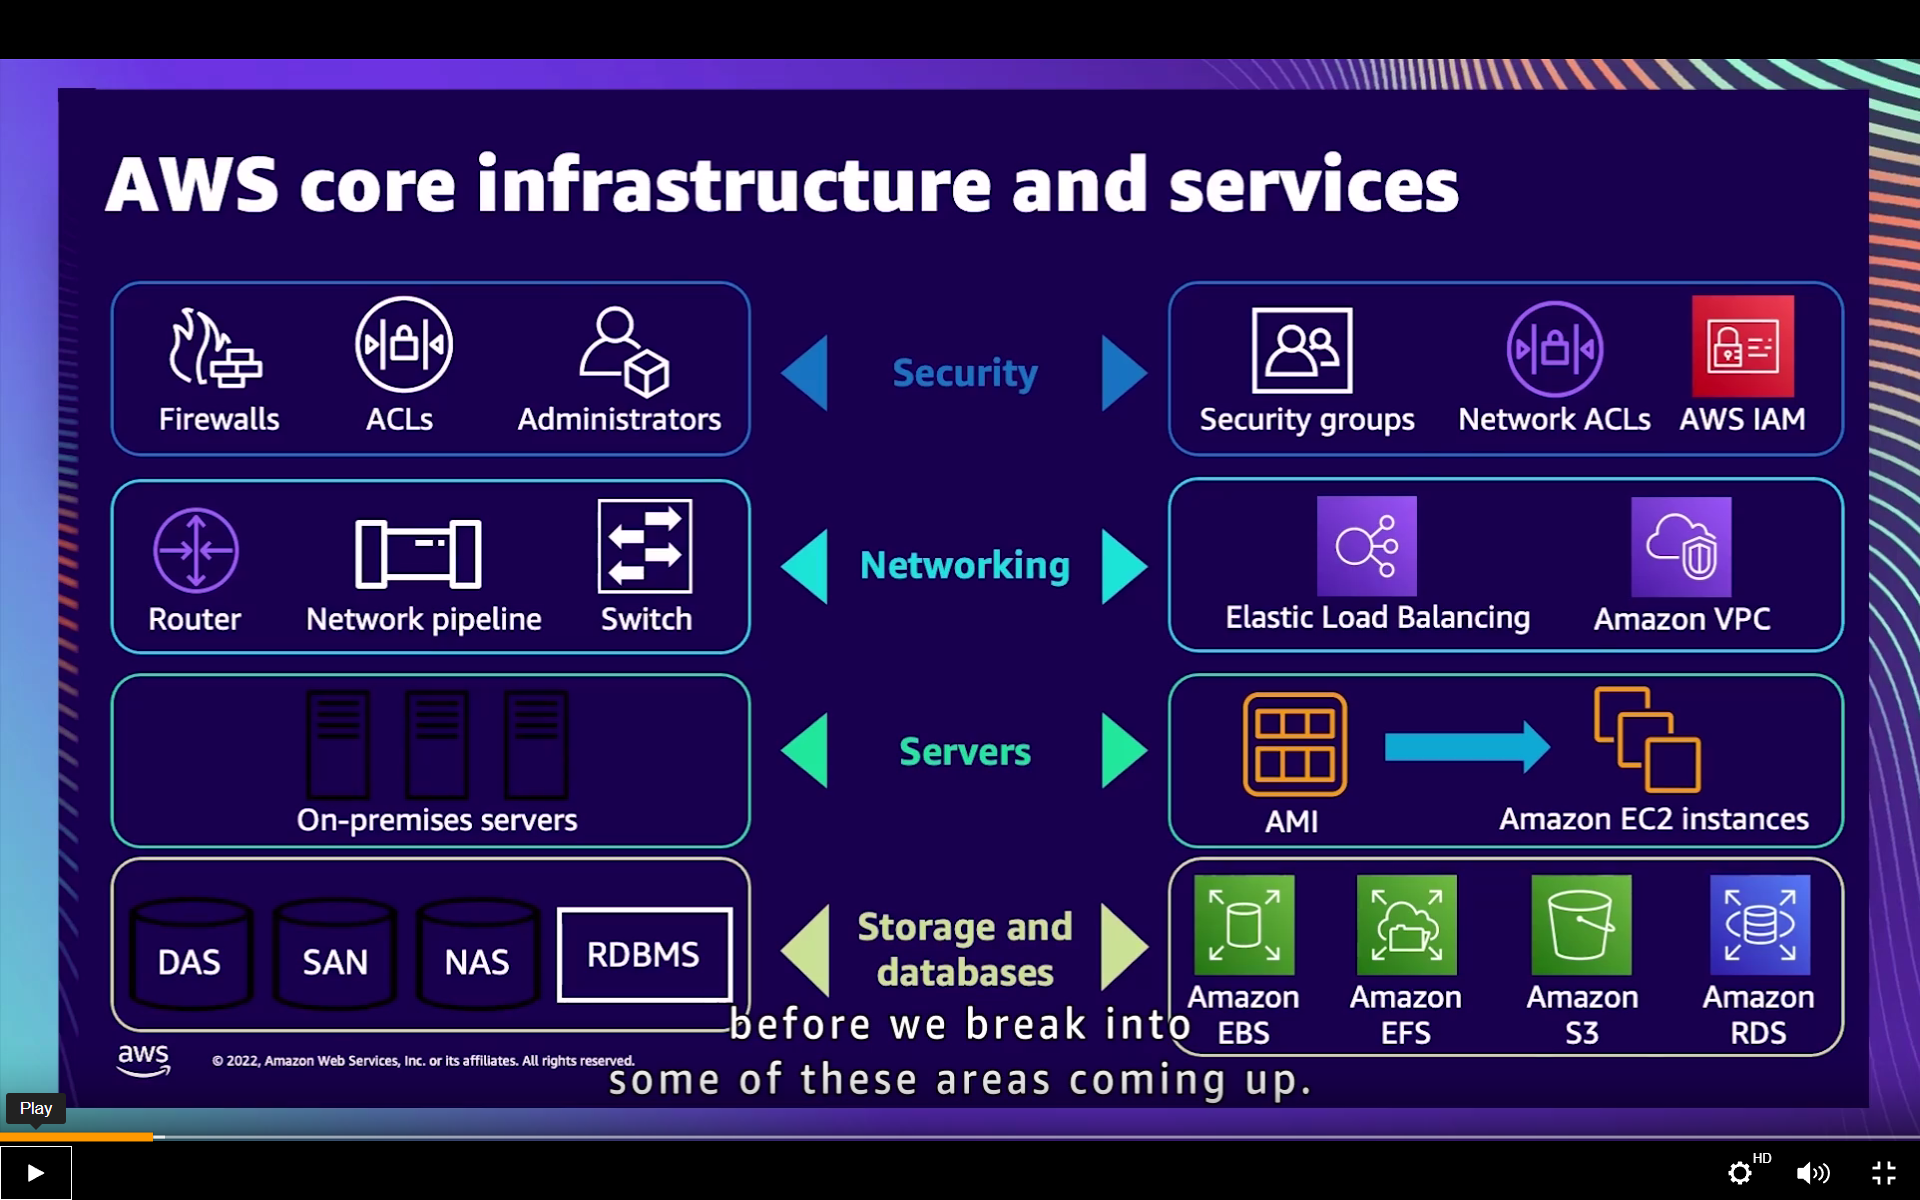 AWS core infrastructure and services
Firewalls
ACLs
Administrators
Security
Security groups
Network ACLs
AWS IAM
Router
Network pipeline
Switch
Networking
Elastic Load Balancing
Amazon VPC
On-premises servers
Servers
AMI
Amazon EC2 instances
DAS
SAN
NAS
RDBMS
Storage and
databases
Amazon
EBS
Amazon
EFS
Amazon
S3
Amazon
RDS
before we break into
some of these areas coming up.
aws
© 2022, Amazon Web Services, Inc. or its affiliates. All rights reserved.
Play
HD